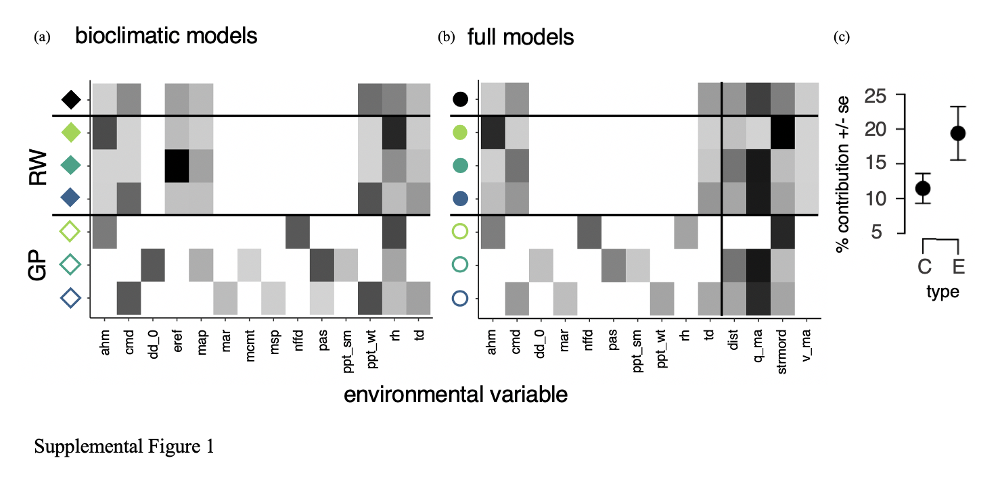 (a) bioclimatic models
(b) full models
(c)
RW
GP
ahm
cmd
dd_0
eref
map
mar
mcmt
msp
nffd
pas
ppt_sm
ppt_wt
rh
td
ahm
cmd
dd_0
mar
nffd
pas
ppt_sm
ppt_wt
rh
td
dist
q_ma
strmord
v_ma
environmental variable
% contribution +/- se
25
20
15
10
5
C E
type
Supplemental Figure 1